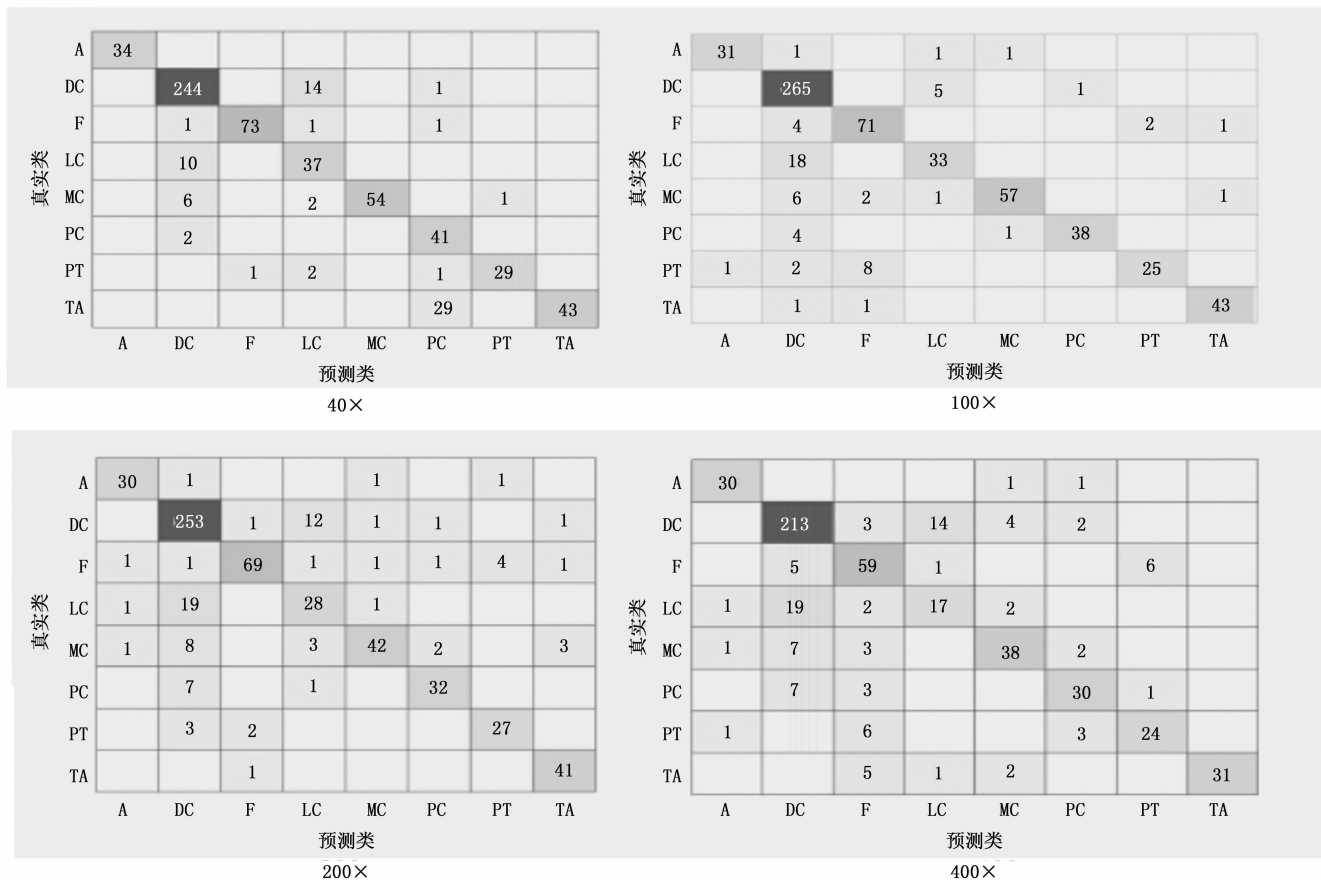 A 34
DC 244 14 1
F 1 73 1 1
LC 10 37
MC 6 2 54 1
PC 2 41
PT 1 2 1 29
TA 29 43
A DC F LC MC PC PT TA
真实类
预测类
40×
A 31 1 1 1
DC 265 5 1
F 4 71 2 1
LC 18 33
MC 6 2 1 57 1
PC 4 1 38
PT 1 2 8 25
TA 1 1 43
A DC F LC MC PC PT TA
真实类
预测类
100×
A 30 1 1 1
DC 253 1 12 1 1 1
F 1 1 69 1 1 1 4 1
LC 1 19 28 1
MC 1 8 3 42 2 3
PC 7 1 32
PT 3 2 27
TA 1 41
A DC F LC MC PC PT TA
真实类
预测类
200×
A 30 1 1
DC 213 3 14 4 2
F 5 59 1 6
LC 1 19 2 17 2
MC 1 7 3 38 2
PC 7 3 30 1
PT 1 6 3 24
TA 5 1 2 31
A DC F LC MC PC PT TA
真实类
预测类
400×